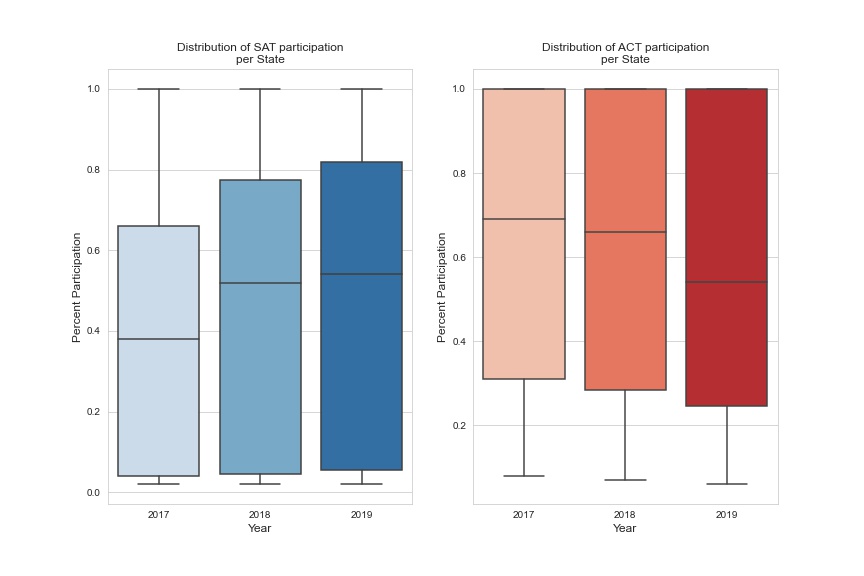 Distribution of SAT participation
per State
1.0
0.8
0.6
0.4
0.2
0.0
Percent Participation
2017
2018
2019
Year
Distribution of ACT participation
per State
1.0
0.8
0.6
0.4
0.2
Percent Participation
2017
2018
2019
Year